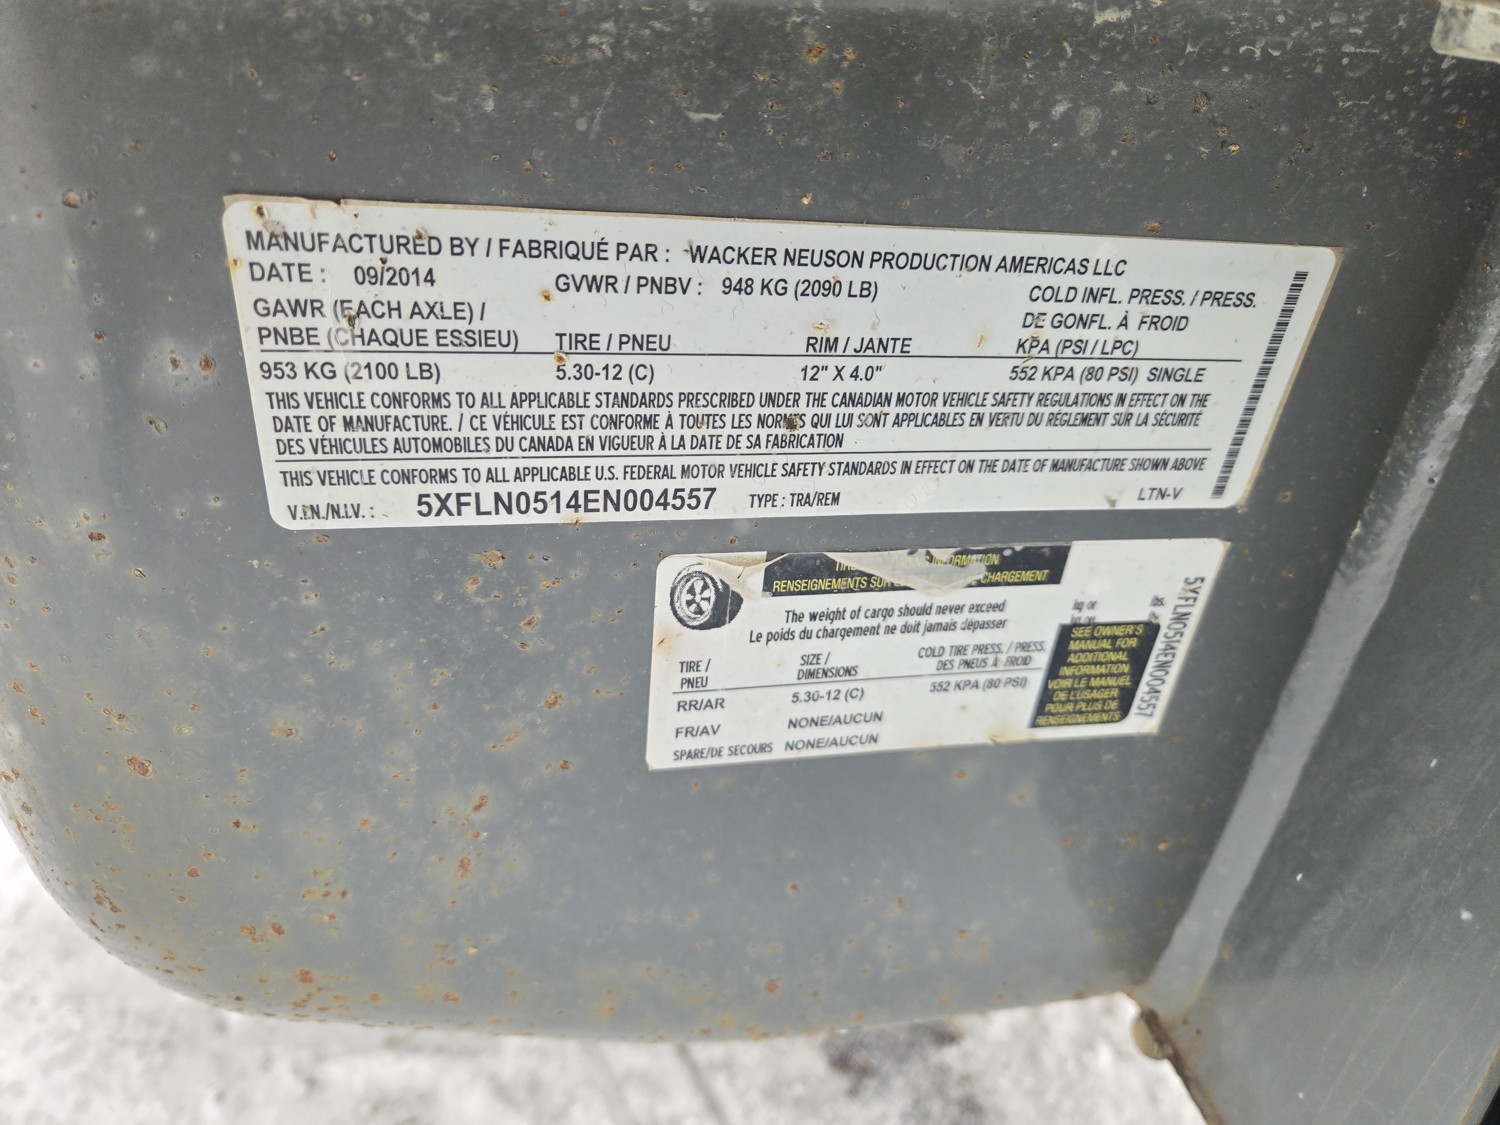 MANUFACTURED BY / FABRIQUÉ PAR : WACKER NEUSON PRODUCTION AMERICAS LLC
DATE : 09/2014 GVWR / PNBV : 948 KG (2090 LB)
GAWR (EACH AXLE) / COLD INFL. PRESS. / PRESS.
PNBE (CHAQUE ESSIEU) TIRE / PNEU RIM / JANTE DE GONFL. À FROID
KPA (PSI / LPC)
953 KG (2100 LB) 5.30-12 (C) 12" X 4.0" 552 KPA (80 PSI) SINGLE
THIS VEHICLE CONFORMS TO ALL APPLICABLE STANDARDS PRESCRIBED UNDER THE CANADIAN MOTOR VEHICLE SAFETY REGULATIONS IN EFFECT ON THE
DATE OF MANUFACTURE. / CE VÉHICULE EST CONFORME À TOUTES LES NORMES QUI LUI SONT APPLICABLES EN VERTU DU RÉGLEMENT SUR LA SÉCURITÉ
DES VÉHICULES AUTOMOBILES DU CANADA EN VIGUEUR À LA DATE DE SA FABRICATION
THIS VEHICLE CONFORMS TO ALL APPLICABLE U.S. FEDERAL MOTOR VEHICLE SAFETY STANDARDS IN EFFECT ON THE DATE OF MANUFACTURE SHOWN ABOVE
V.I.N./N.I.V. : 5XFLN0514EN004557 TYPE : TRA/REM LTN-V
INFORMATION
RENSEIGNEMENTS SUR CHARGEMENT
The weight of cargo should never exceed kg or
Le poids du chargement ne doit jamais dépasser
TIRE / PNEU SIZE / DIMENSIONS COLD TIRE PRESS. / PRESS. DES PNEUS À FROID
RR/AR 5.30-12 (C) 552 KPA (80 PSI)
FR/AV NONE/AUCUN
SPARE/DE SECOURS NONE/AUCUN
SEE OWNER'S
MANUAL FOR
ADDITIONAL
INFORMATION
VOIR LE MANUEL
DE L'USAGER
POUR PLUS DE
RENSEIGNEMENTS
5XFLN0514EN004557